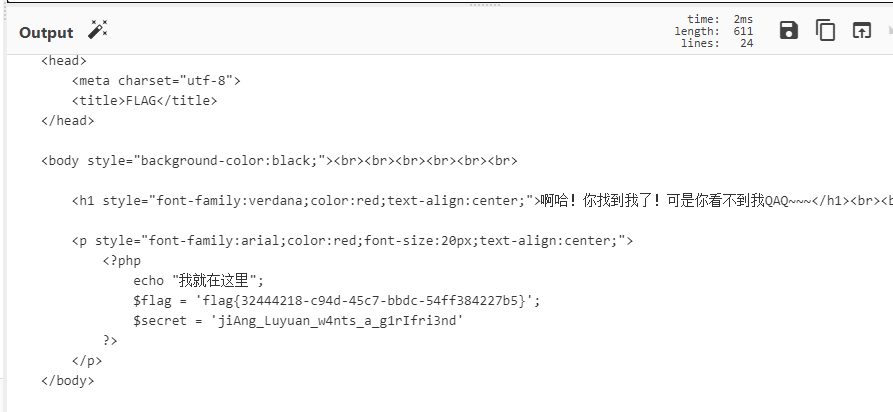 Output
time: 2ms
length: 611
lines: 24
<head>
<meta charset="utf-8">
<title>FLAG</title>
</head>
<body style="background-color:black;"><br><br><br><br><br><br>
<h1 style="font-family:verdana;color:red;text-align:center;">啊哈！你找到我了！可是你看不到我QAQ~~~</h1><br><b
<p style="font-family:arial;color:red;font-size:20px;text-align:center;">
<?php
echo "我就在这里";
$flag = 'flag{32444218-c94d-45c7-bbdc-54ff384227b5}';
$secret = 'jiAng_Luyuan_w4nts_a_g1rIfri3nd'
?>
</p>
</body>